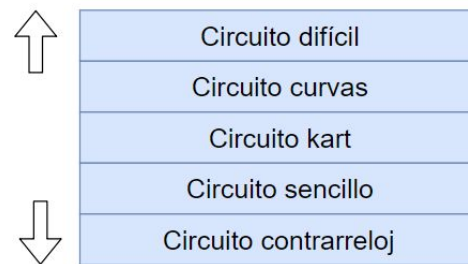 Circuito difícil
Circuito curvas
Circuito kart
Circuito sencillo
Circuito contrarreloj